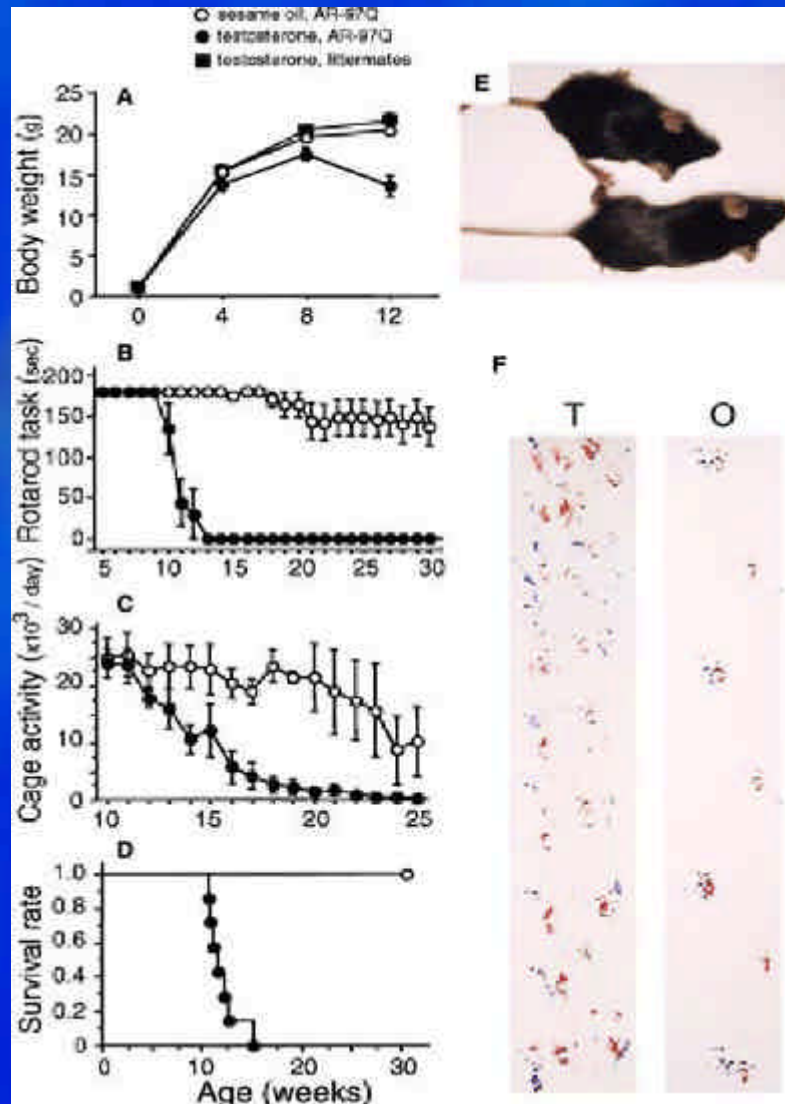 sesame oil, AR-97Q
testosterone, AR-97Q
testosterone, littermates
A
Body weight (g)
25
20
15
10
5
0
0 4 8 12
B
Rotarod task (sec)
200
150
100
50
0
5 10 15 20 25 30
C
Cage activity (x10³ / day)
30
20
10
0
10 15 20 25
D
Survival rate
1.0
0.8
0.6
0.4
0.2
0
0 10 20 30
Age (weeks)
E
F
T O